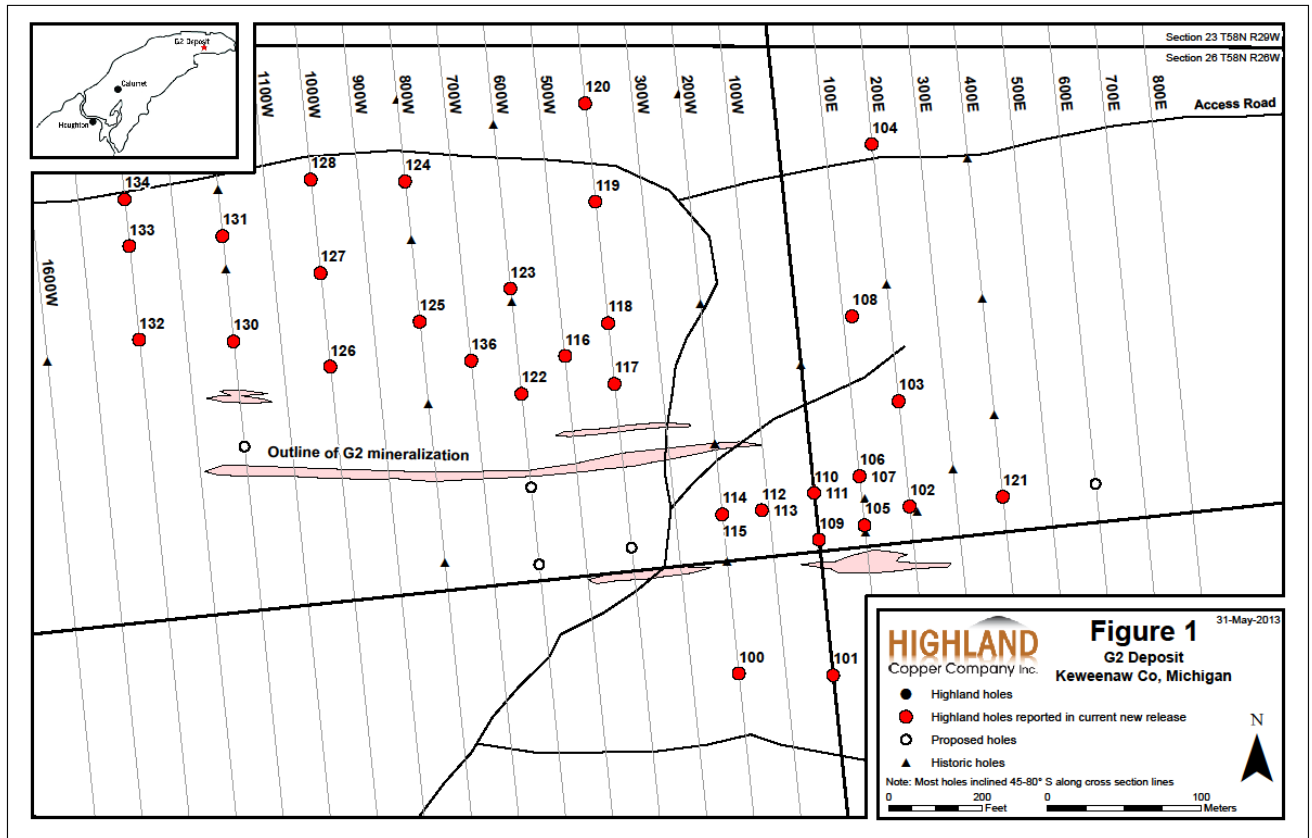 G2 Deposit
Calumet
Houghton
Section 23 T58N R29W
Section 26 T58N R28W
Access Road
1100W
1000W
900W
800W
700W
600W
500W
400W
300W
200W
100W
100E
200E
300E
400E
500E
600E
700E
800E
1600W
120
104
128
124
134
119
131
133
127
123
108
118
125
132
130
116
136
126
117
103
122
Outline of G2 mineralization
106
107
110
111
121
112
113
102
114
115
105
109
100
101
31-May-2013
HIGHLAND
Copper Company Inc.
Figure 1
G2 Deposit
Keweenaw Co, Michigan
Highland holes
Highland holes reported in current new release
Proposed holes
Historic holes
N
Note: Most holes inclined 45-80° S along cross section lines
0 200
Feet
0 100
Meters